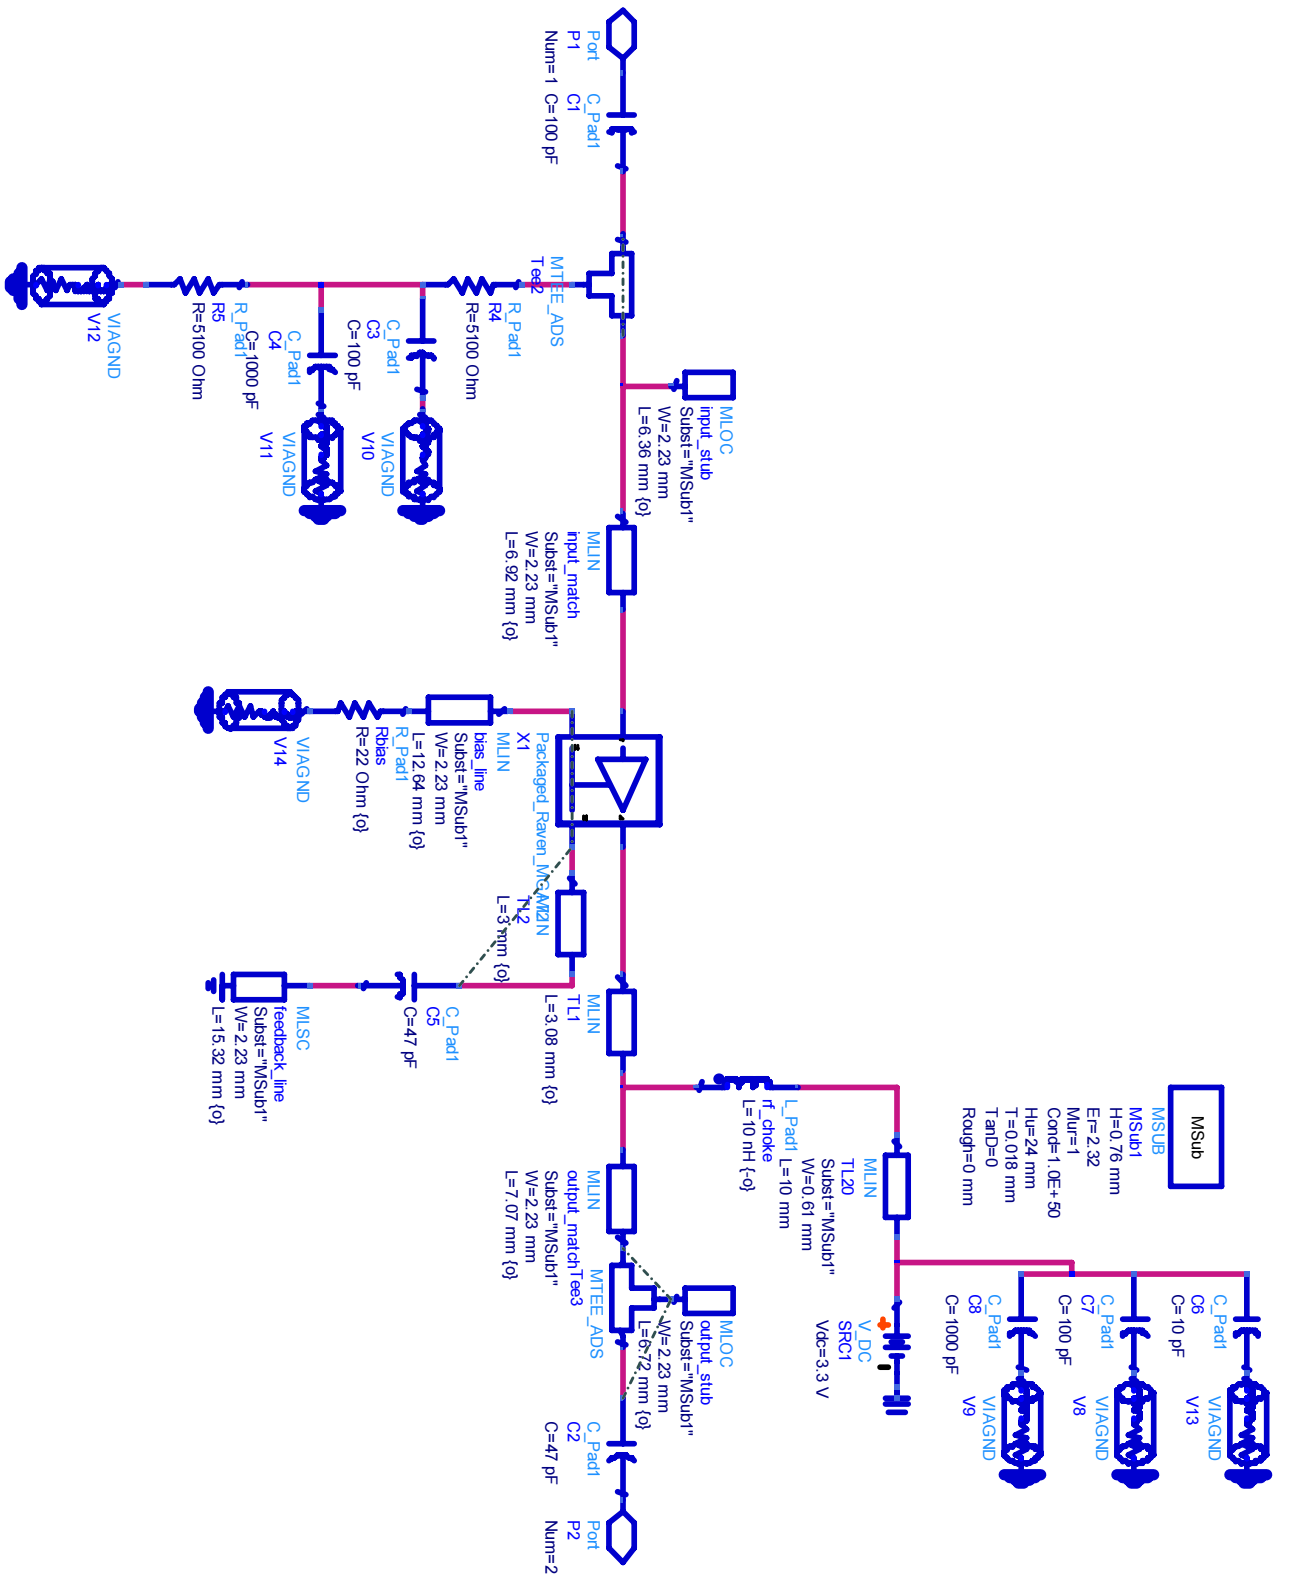 Port
P1
Num=1
C_Pad1
C1
C=100 pF
MTEE_ADS
Tee2
R_Pad1
R4
R=5100 Ohm
C_Pad1
C3
C=100 pF
C_Pad1
C4
C=1000 pF
R_Pad1
R5
R=5100 Ohm
VIAGND
V12
VIAGND
V10
VIAGND
V11
MLOC
input_stub
Subst="MSub1"
W=2.23 mm
L=6.36 mm {o}
MLIN
input_match
Subst="MSub1"
W=2.23 mm
L=6.92 mm {o}
X1
MLIN
bias_line
Subst="MSub1"
W=2.23 mm
L=12.64 mm {o}
R_Pad1
Rbias
R=22 Ohm {o}
VIAGND
V14
MLIN
TL2
L=3 mm {o}
MLIN
TL1
L=3.08 mm {o}
C_Pad1
C5
C=47 pF
MLSC
feedback_line
Subst="MSub1"
W=2.23 mm
L=15.32 mm {o}
L_Pad1
rf_choke
L=10 nH {-o}
MLIN
TL20
Subst="MSub1"
W=0.61 mm
L=10 mm
MSub
MSUB
MSub1
H=0.76 mm
Er=2.32
Mur=1
Cond=1.0E+50
Hu=24 mm
T=0.018 mm
TanD=0
Rough=0 mm
MLIN
output_match
Subst="MSub1"
W=2.23 mm
L=7.07 mm {o}
MTEE_ADS
Tee3
MLOC
output_stub
Subst="MSub1"
W=2.23 mm
L=6.72 mm {o}
V_DC
SRC1
Vdc=3.3 V
C_Pad1
C6
C=10 pF
C_Pad1
C7
C=100 pF
C_Pad1
C8
C=1000 pF
VIAGND
V13
VIAGND
V8
VIAGND
V9
C_Pad1
C2
C=47 pF
Port
P2
Num=2